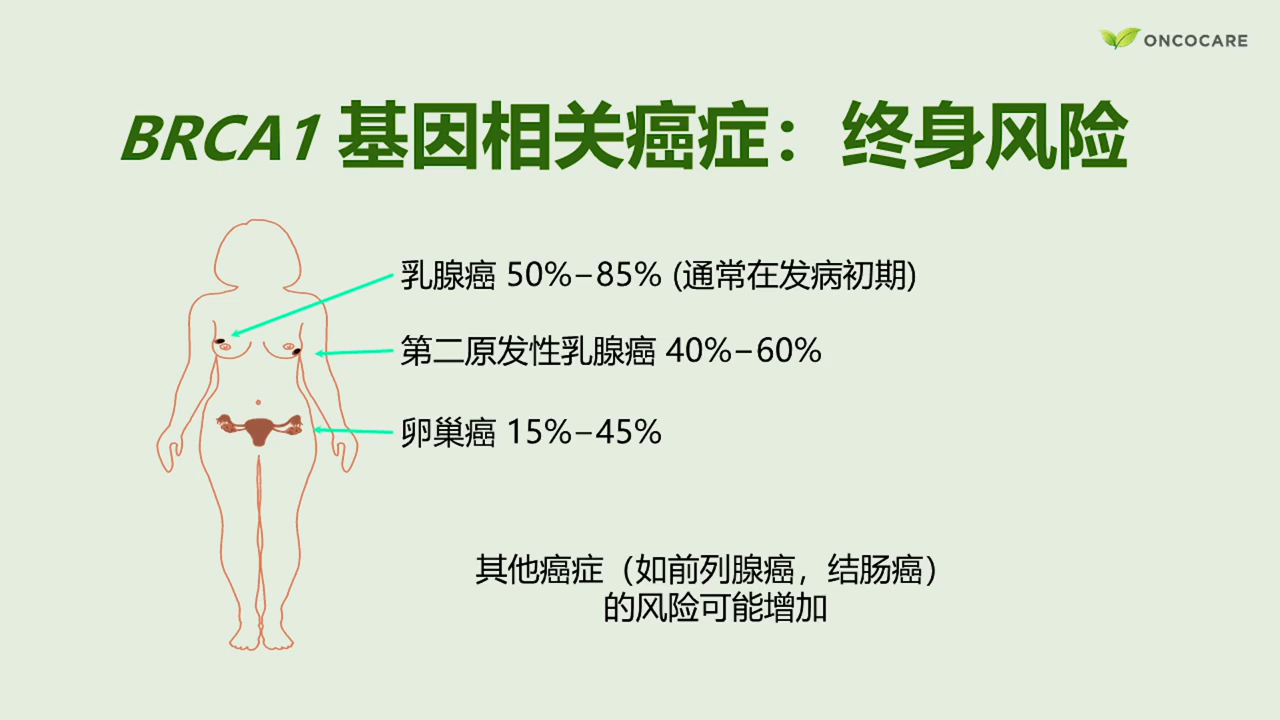 ONCOCARE
BRCA1 基因相关癌症：终身风险
乳腺癌 50%–85% (通常在发病初期)
第二原发性乳腺癌 40%–60%
卵巢癌 15%–45%
其他癌症（如前列腺癌，结肠癌）
的风险可能增加